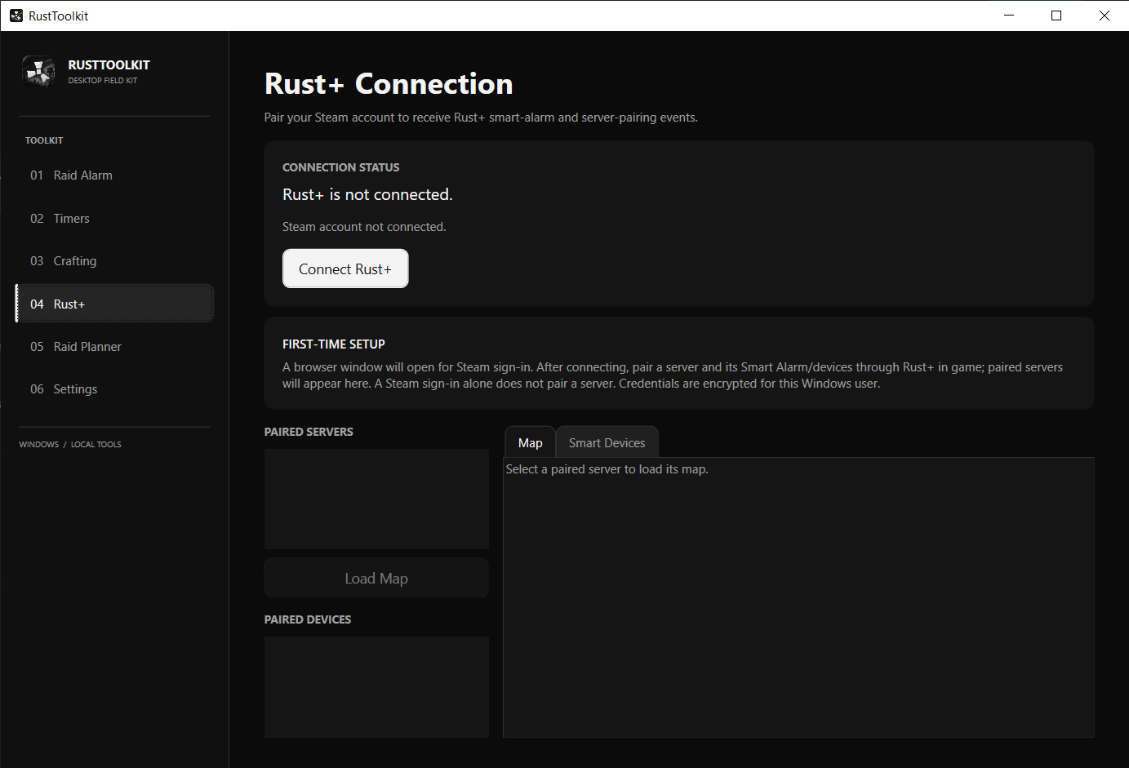 RustToolkit
RUSTTOOLKIT
DESKTOP FIELD KIT
TOOLKIT
01 Raid Alarm
02 Timers
03 Crafting
04 Rust+
05 Raid Planner
06 Settings
WINDOWS / LOCAL TOOLS
Rust+ Connection
Pair your Steam account to receive Rust+ smart-alarm and server-pairing events.
CONNECTION STATUS
Rust+ is not connected.
Steam account not connected.
Connect Rust+
FIRST-TIME SETUP
A browser window will open for Steam sign-in. After connecting, pair a server and its Smart Alarm/devices through Rust+ in game; paired servers
will appear here. A Steam sign-in alone does not pair a server. Credentials are encrypted for this Windows user.
PAIRED SERVERS
Load Map
PAIRED DEVICES
Map Smart Devices
Select a paired server to load its map.